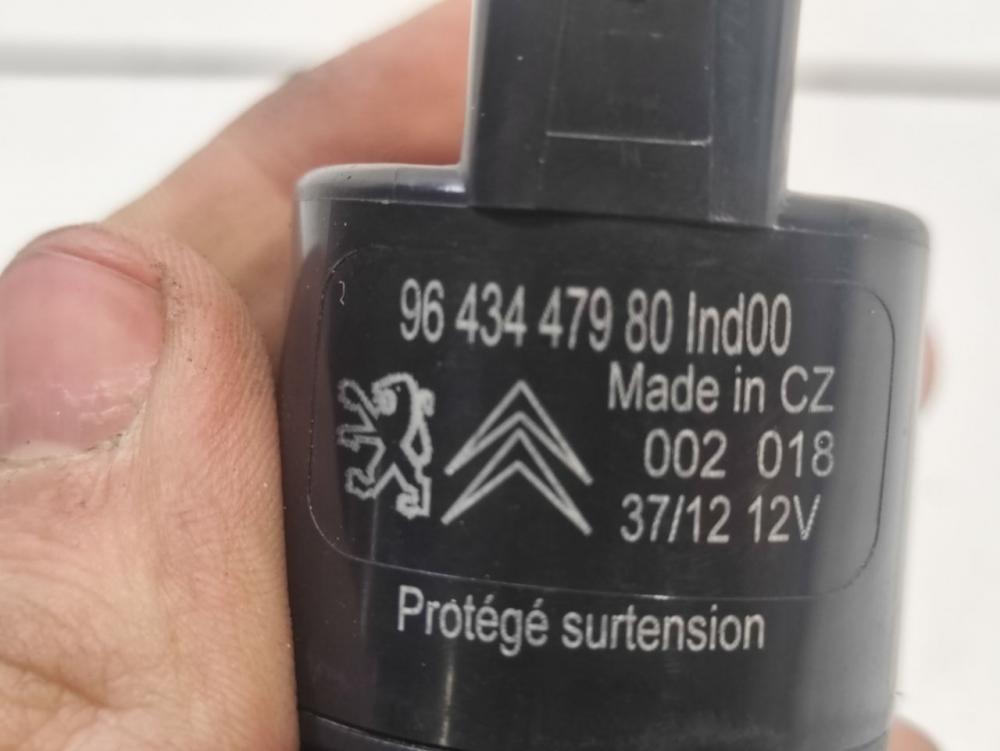 96 434 479 80 Ind00
Made in CZ
002 018
37/12 12V
Protégé surtension